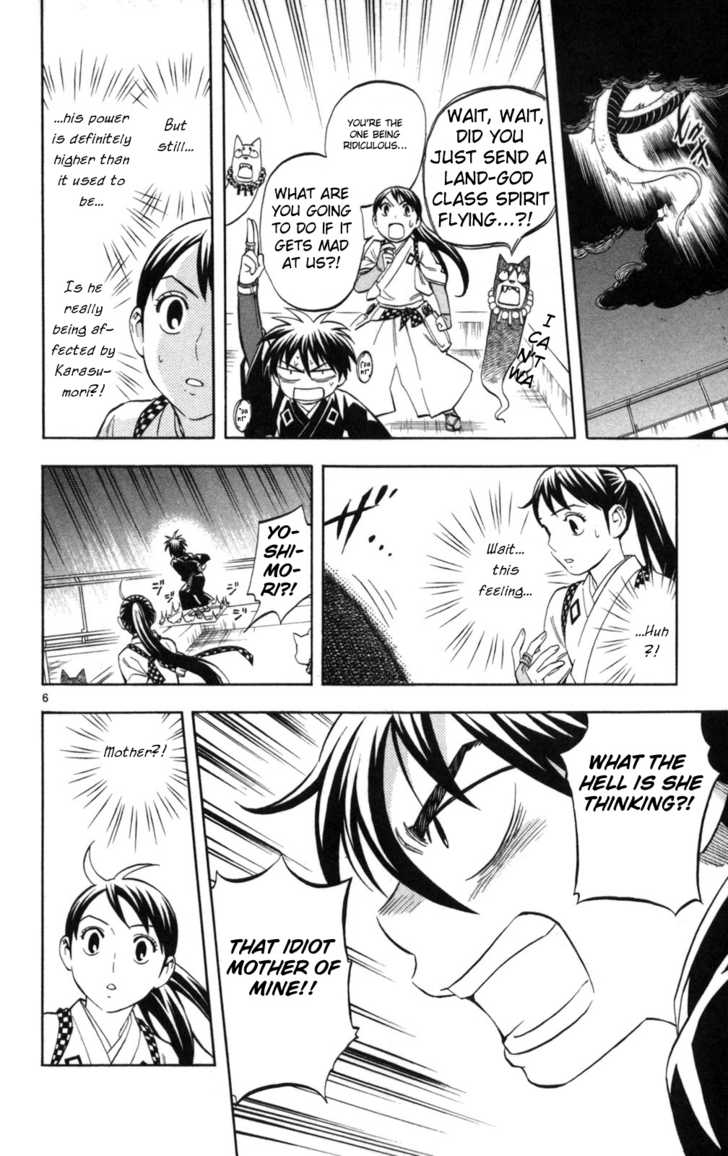 WAIT, WAIT,
DID YOU
JUST SEND A
LAND-GOD
CLASS SPIRIT
FLYING...?!
YOU'RE THE
ONE BEING
RIDICULOUS...
WHAT ARE
YOU GOING
TO DO IF IT
GETS MAD
AT US?!
I
CAN'T
WA
But
still...
...his power
is definitely
higher than
it used to
be...
Is he
really
being af-
fected by
Karasu-
mori?!
Wait...
this
feeling...
...Huh
?!
YO-
SHI-
MO-
RI?!
6
WHAT THE
HELL IS SHE
THINKING?!
THAT IDIOT
MOTHER OF
MINE!!
Mother?!